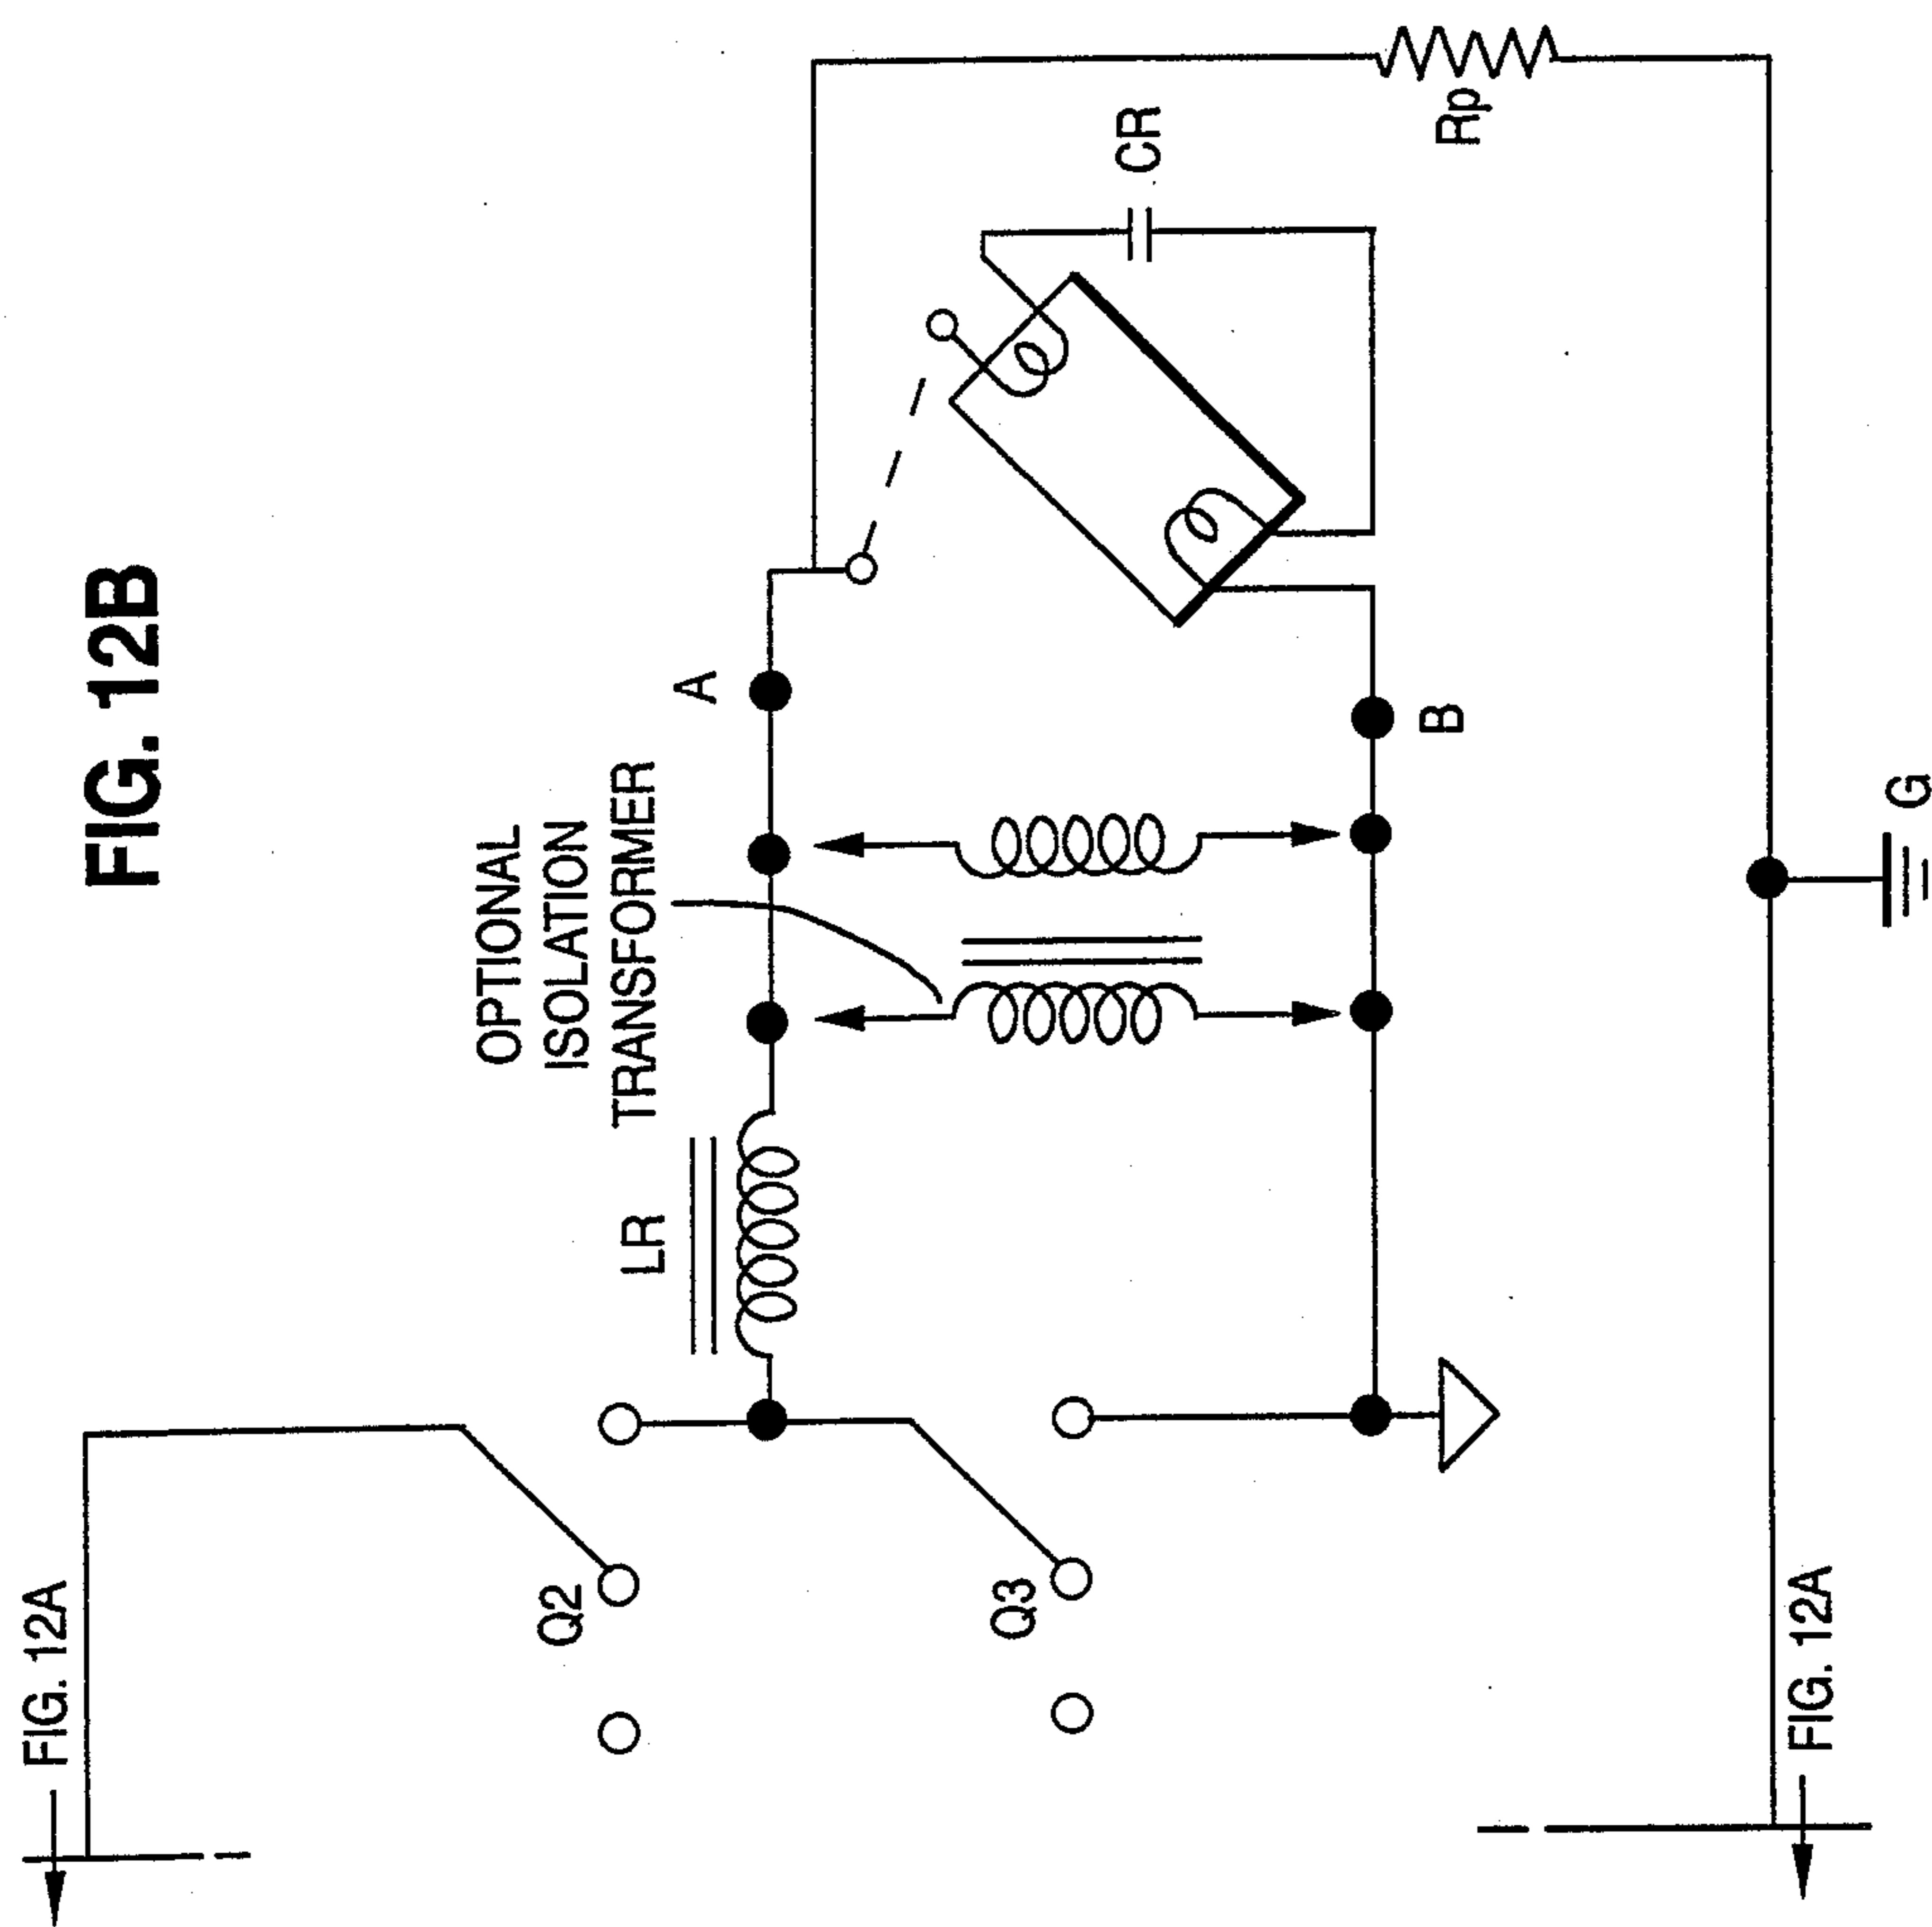 FIG. 12B
FIG. 12A
OPTIONAL
ISOLATION
TRANSFORMER
LR
A
Q2
CR
Q3
B
Rp
FIG. 12A
G